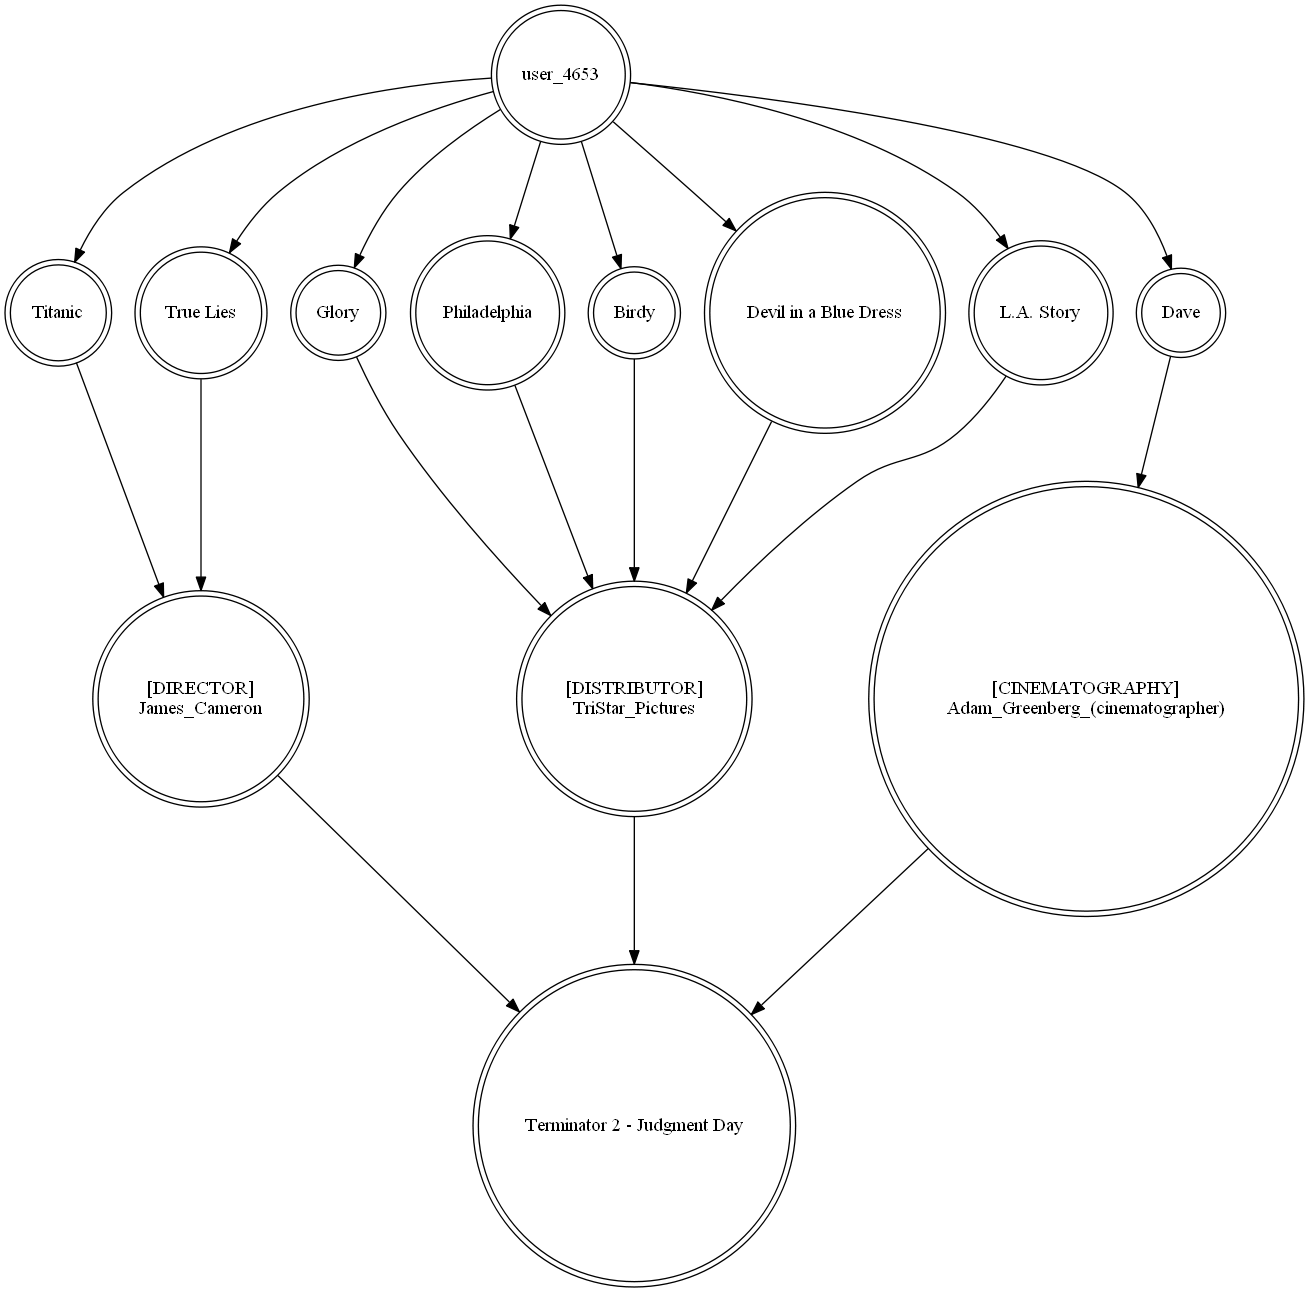 user_4653
Titanic
True Lies
Glory
Philadelphia
Birdy
Devil in a Blue Dress
L.A. Story
Dave
[DIRECTOR]
James_Cameron
[DISTRIBUTOR]
TriStar_Pictures
[CINEMATOGRAPHY]
Adam_Greenberg_(cinematographer)
Terminator 2 - Judgment Day